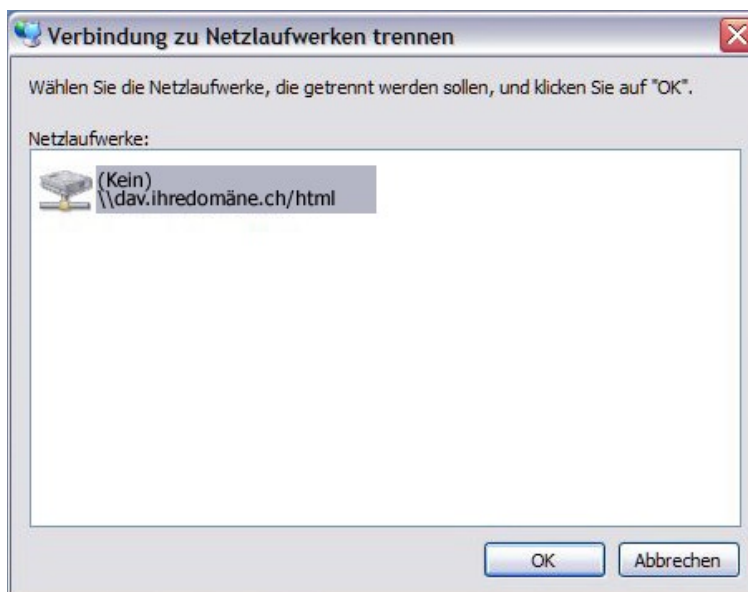 Verbindung zu Netzlaufwerken trennen
Wählen Sie die Netzlaufwerke, die getrennt werden sollen, und klicken Sie auf "OK".
Netzlaufwerke:
(Kein)
\\dav.ihredomäne.ch/html
OK
Abbrechen